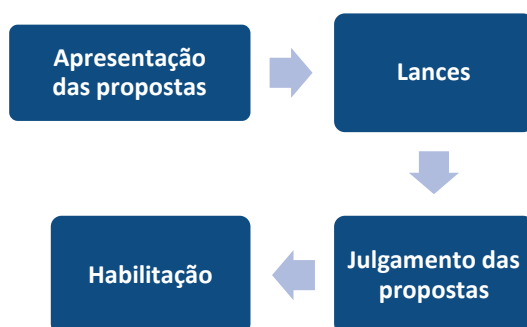 Apresentação
das propostas
Lances
Julgamento das
propostas
Habilitação